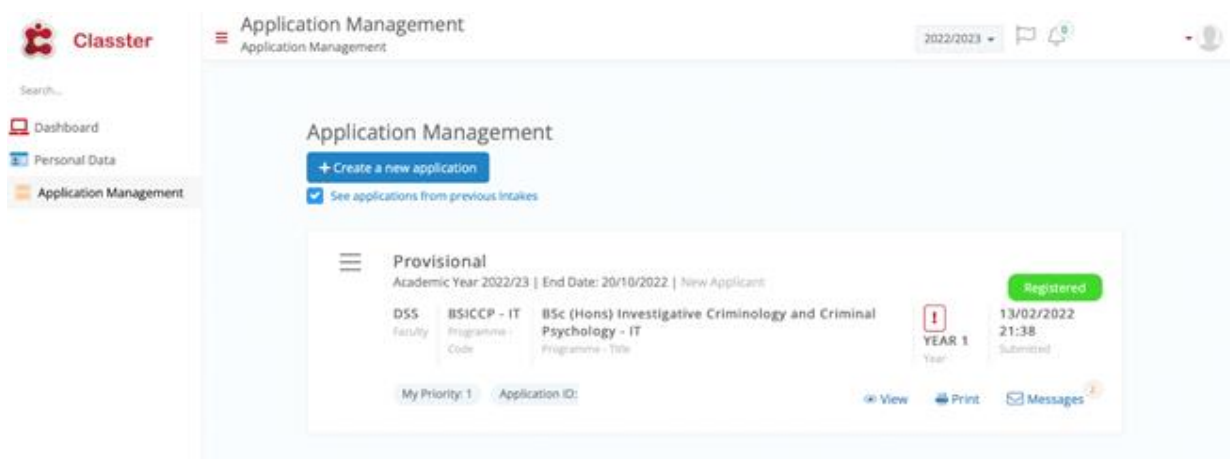 Classter
Application Management
Application Management
2022/2023
0
Search...
Dashboard
Personal Data
Application Management
Application Management
+ Create a new application
See applications from previous Intakes
Provisional
Academic Year 2022/23 | End Date: 20/10/2022 | New Applicant
Registered
DSS
Faculty
BSICCP - IT
Programme -
Code
BSc (Hons) Investigative Criminology and Criminal
Psychology - IT
Programme - Title
!
YEAR 1
Year
13/02/2022
21:38
Submitted
My Priority: 1
Application ID:
View
Print
Messages
2